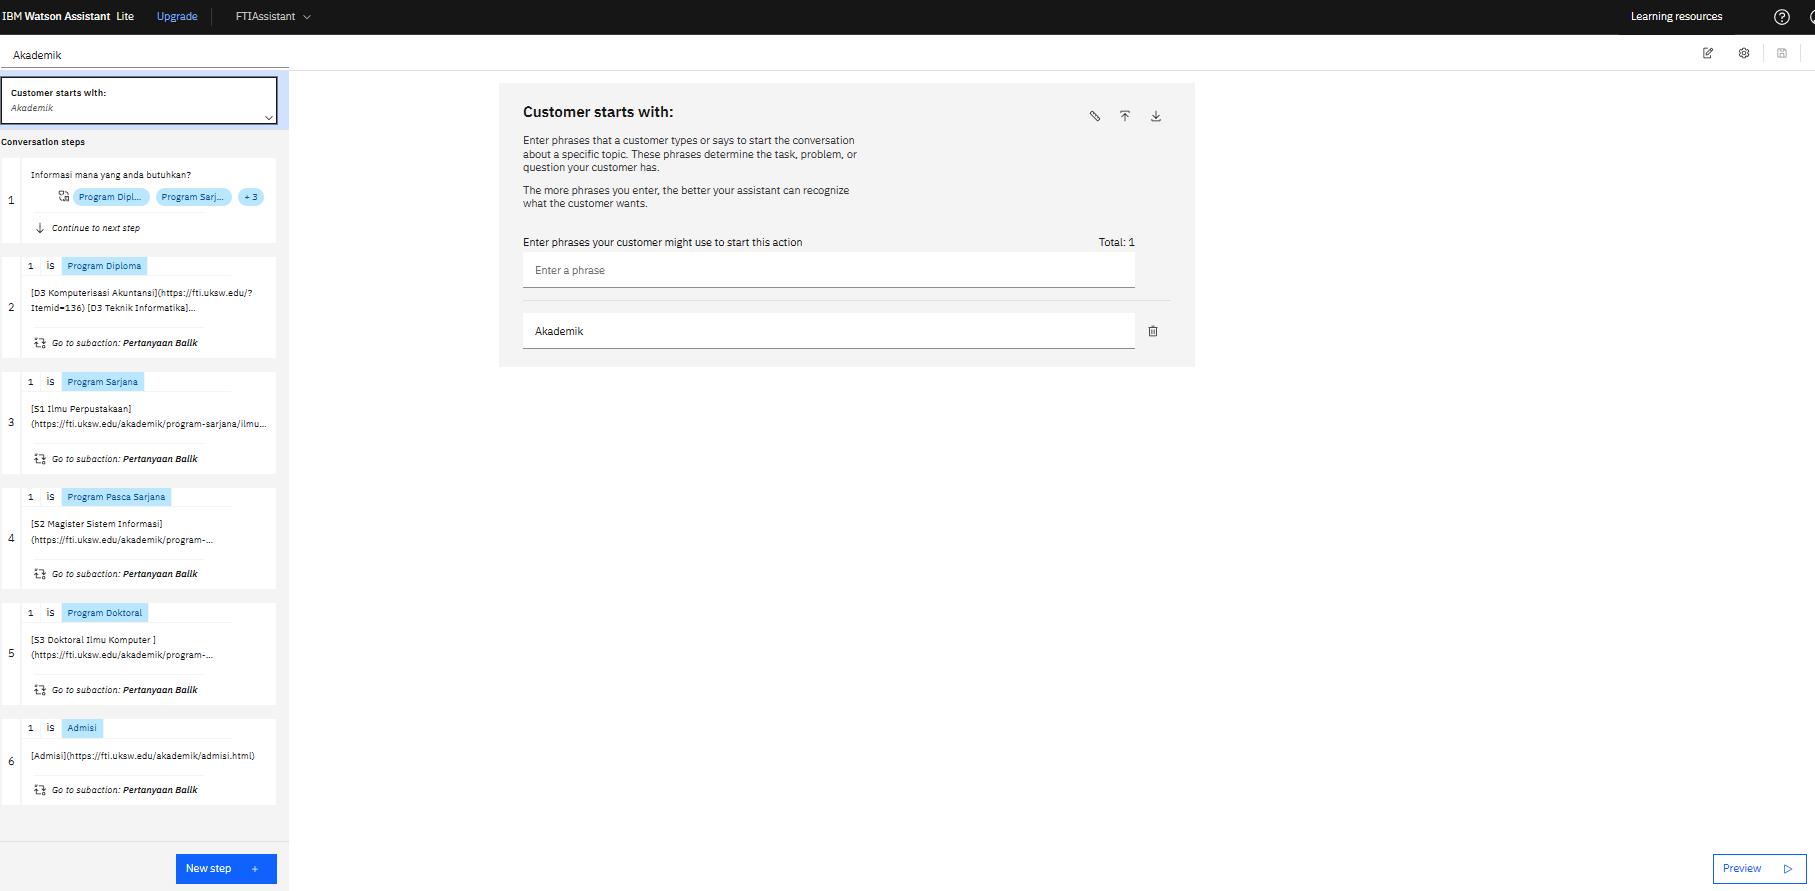 IBM Watson Assistant Lite Upgrade FTIAssistant Learning resources
Akademik
Customer starts with:
Akademik
Conversation steps
1
Informasi mana yang anda butuhkan?
Program Dipl... Program Sarj... + 3
Continue to next step
2
1 is Program Diploma
[D3 Komputerisasi Akuntansi](https://fti.uksw.edu/?
Itemid=136) [D3 Teknik Informatika]...
Go to subaction: Pertanyaan Balik
3
1 is Program Sarjana
[S1 Ilmu Perpustakaan]
(https://fti.uksw.edu/akademik/program-sarjana/ilmu...
Go to subaction: Pertanyaan Balik
4
1 is Program Pasca Sarjana
[S2 Magister Sistem Informasi]
(https://fti.uksw.edu/akademik/program-...
Go to subaction: Pertanyaan Balik
5
1 is Program Doktoral
[S3 Doktoral Ilmu Komputer ]
(https://fti.uksw.edu/akademik/program-...
Go to subaction: Pertanyaan Balik
6
1 is Admisi
[Admisi](https://fti.uksw.edu/akademik/admisi.html)
Go to subaction: Pertanyaan Balik
New step +
Customer starts with:
Enter phrases that a customer types or says to start the conversation
about a specific topic. These phrases determine the task, problem, or
question your customer has.
The more phrases you enter, the better your assistant can recognize
what the customer wants.
Enter phrases your customer might use to start this action Total: 1
Enter a phrase
Akademik
Preview